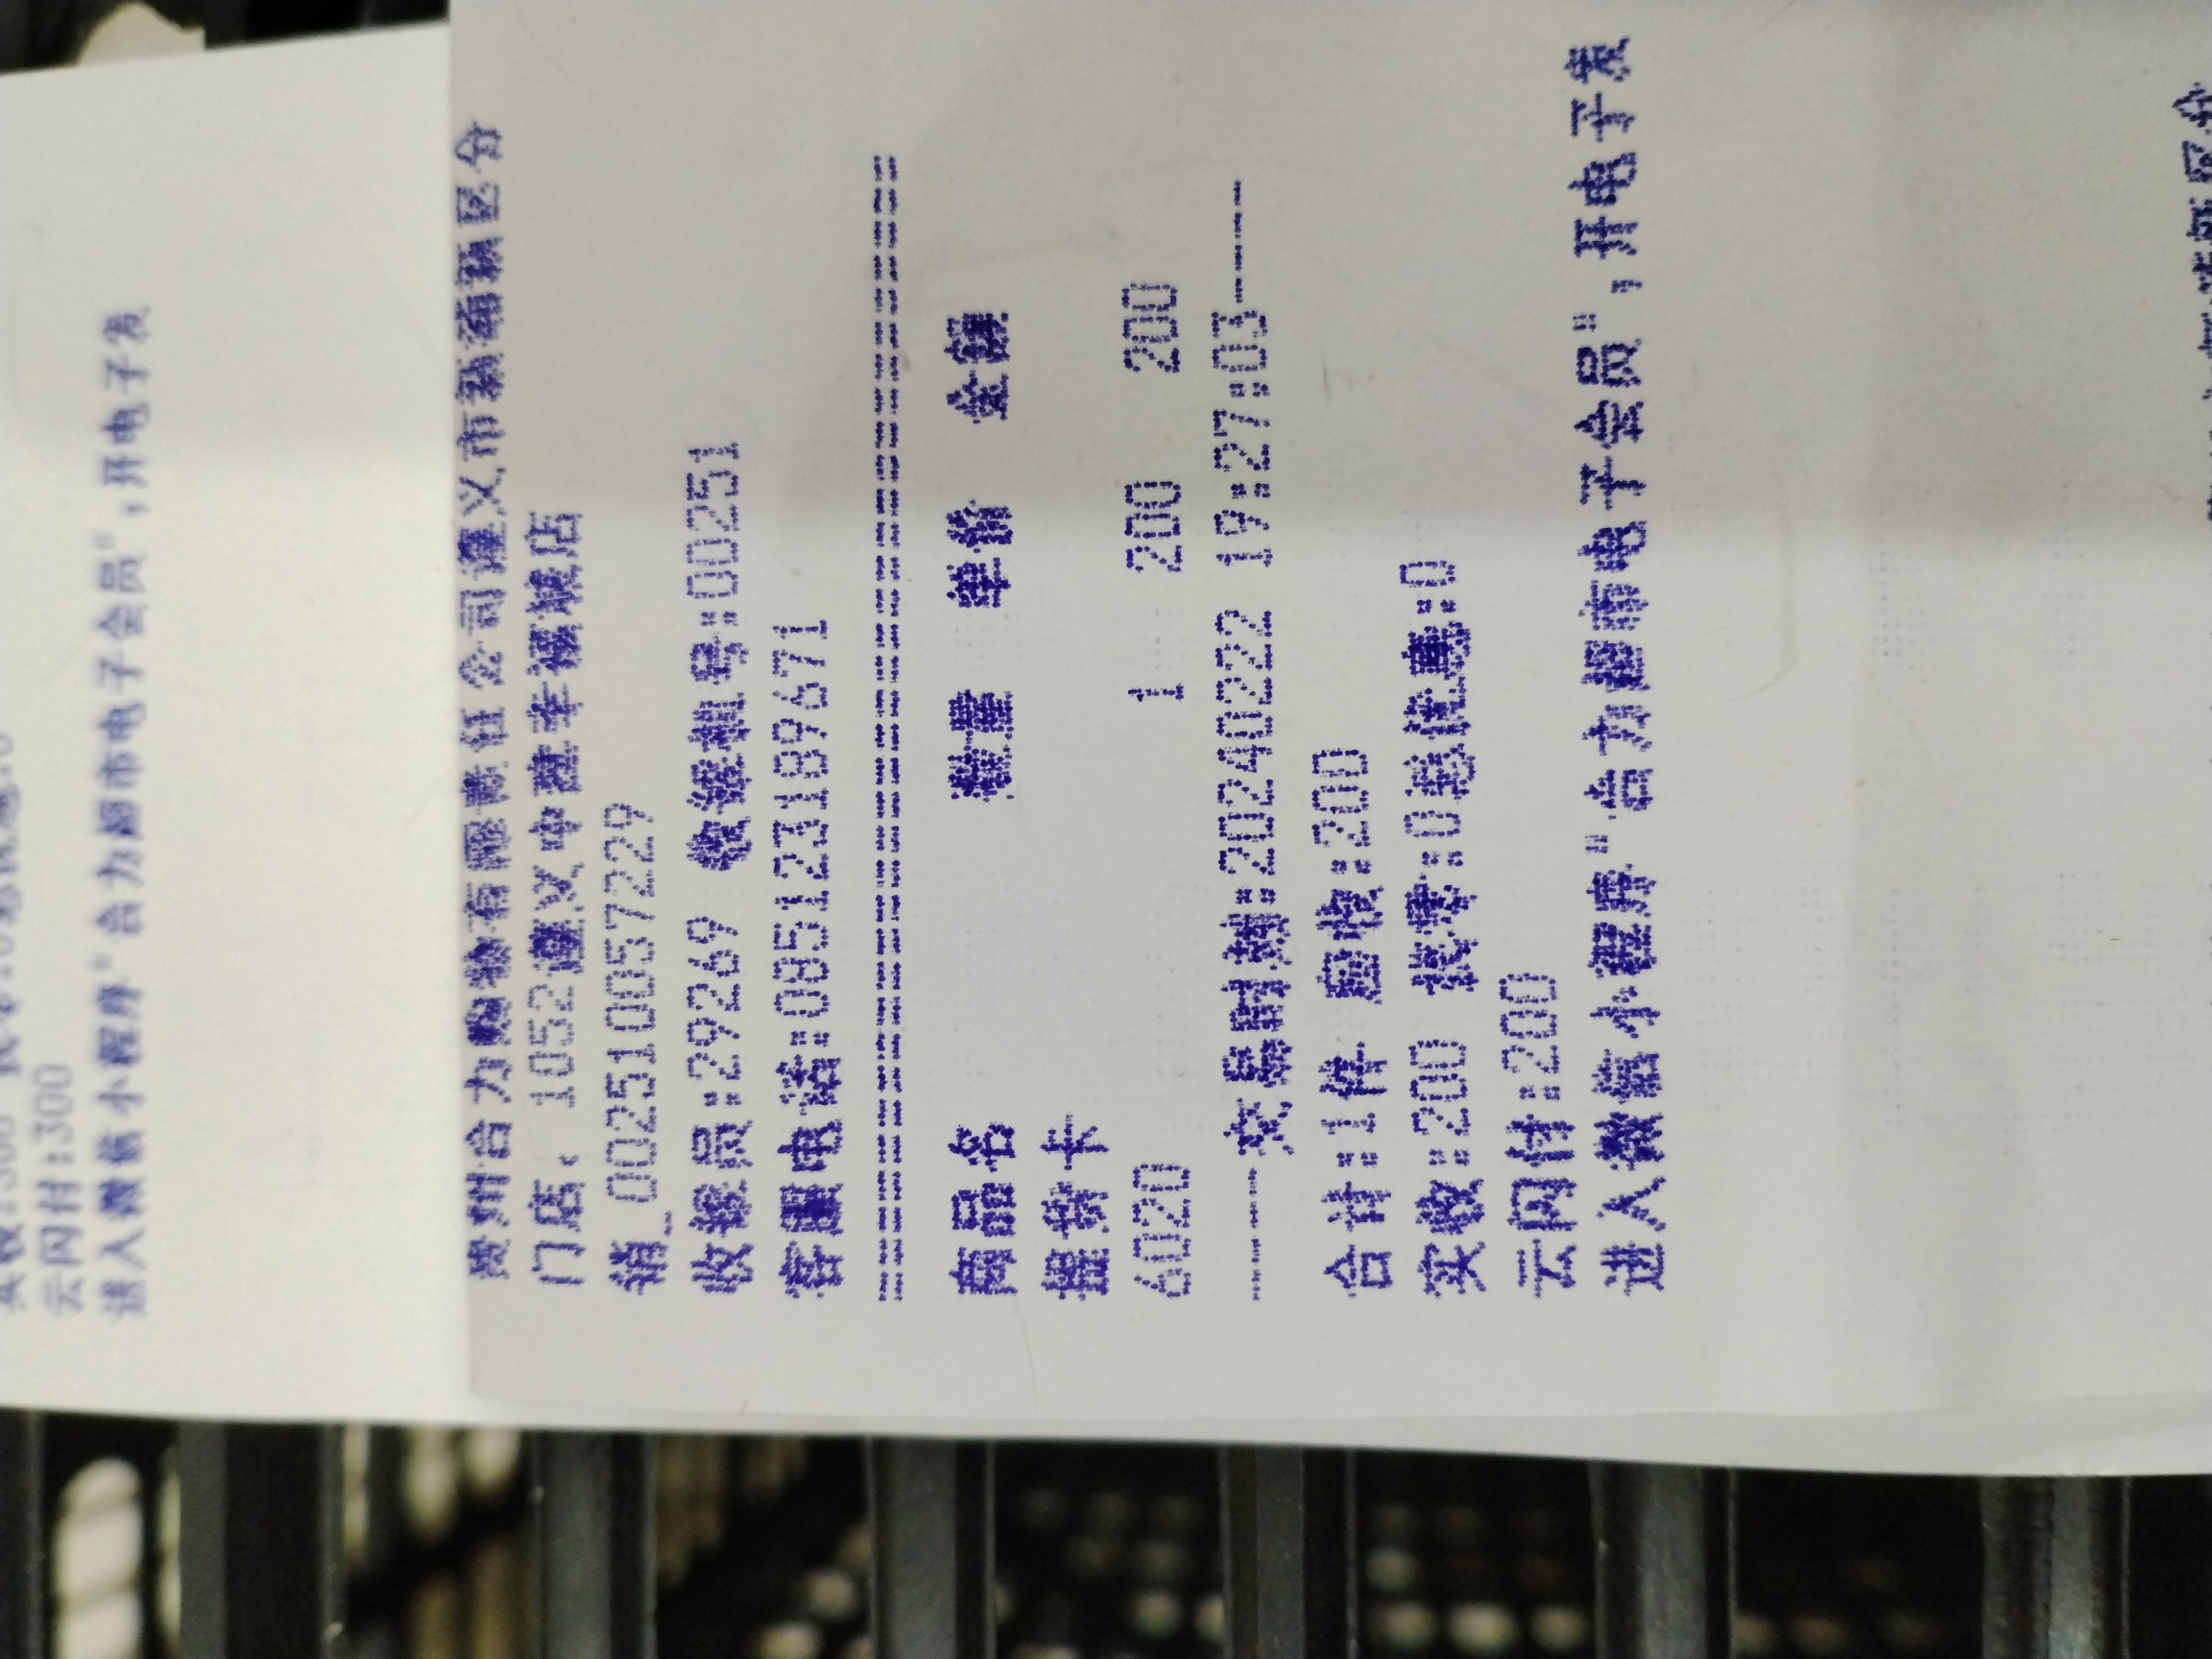 云闪付:300
进入微信小程序"合力超市电子会员",开电子发
贵州合力购物有限责任公司遵义市新蒲新区分
门店. 1052遵义中建幸福城店
销_0025100057229
收银员:29269 收银机号:00251
客服电话:085123189671
商品名 数量 单价 金额
提货卡
6020 1 200 200
交易时间:20240222 19:27:03
合计:1件 应收:200
实收:200 找零:0总优惠:0
云闪付:200
进入微信小程序"合力超市电子会员",开电子发